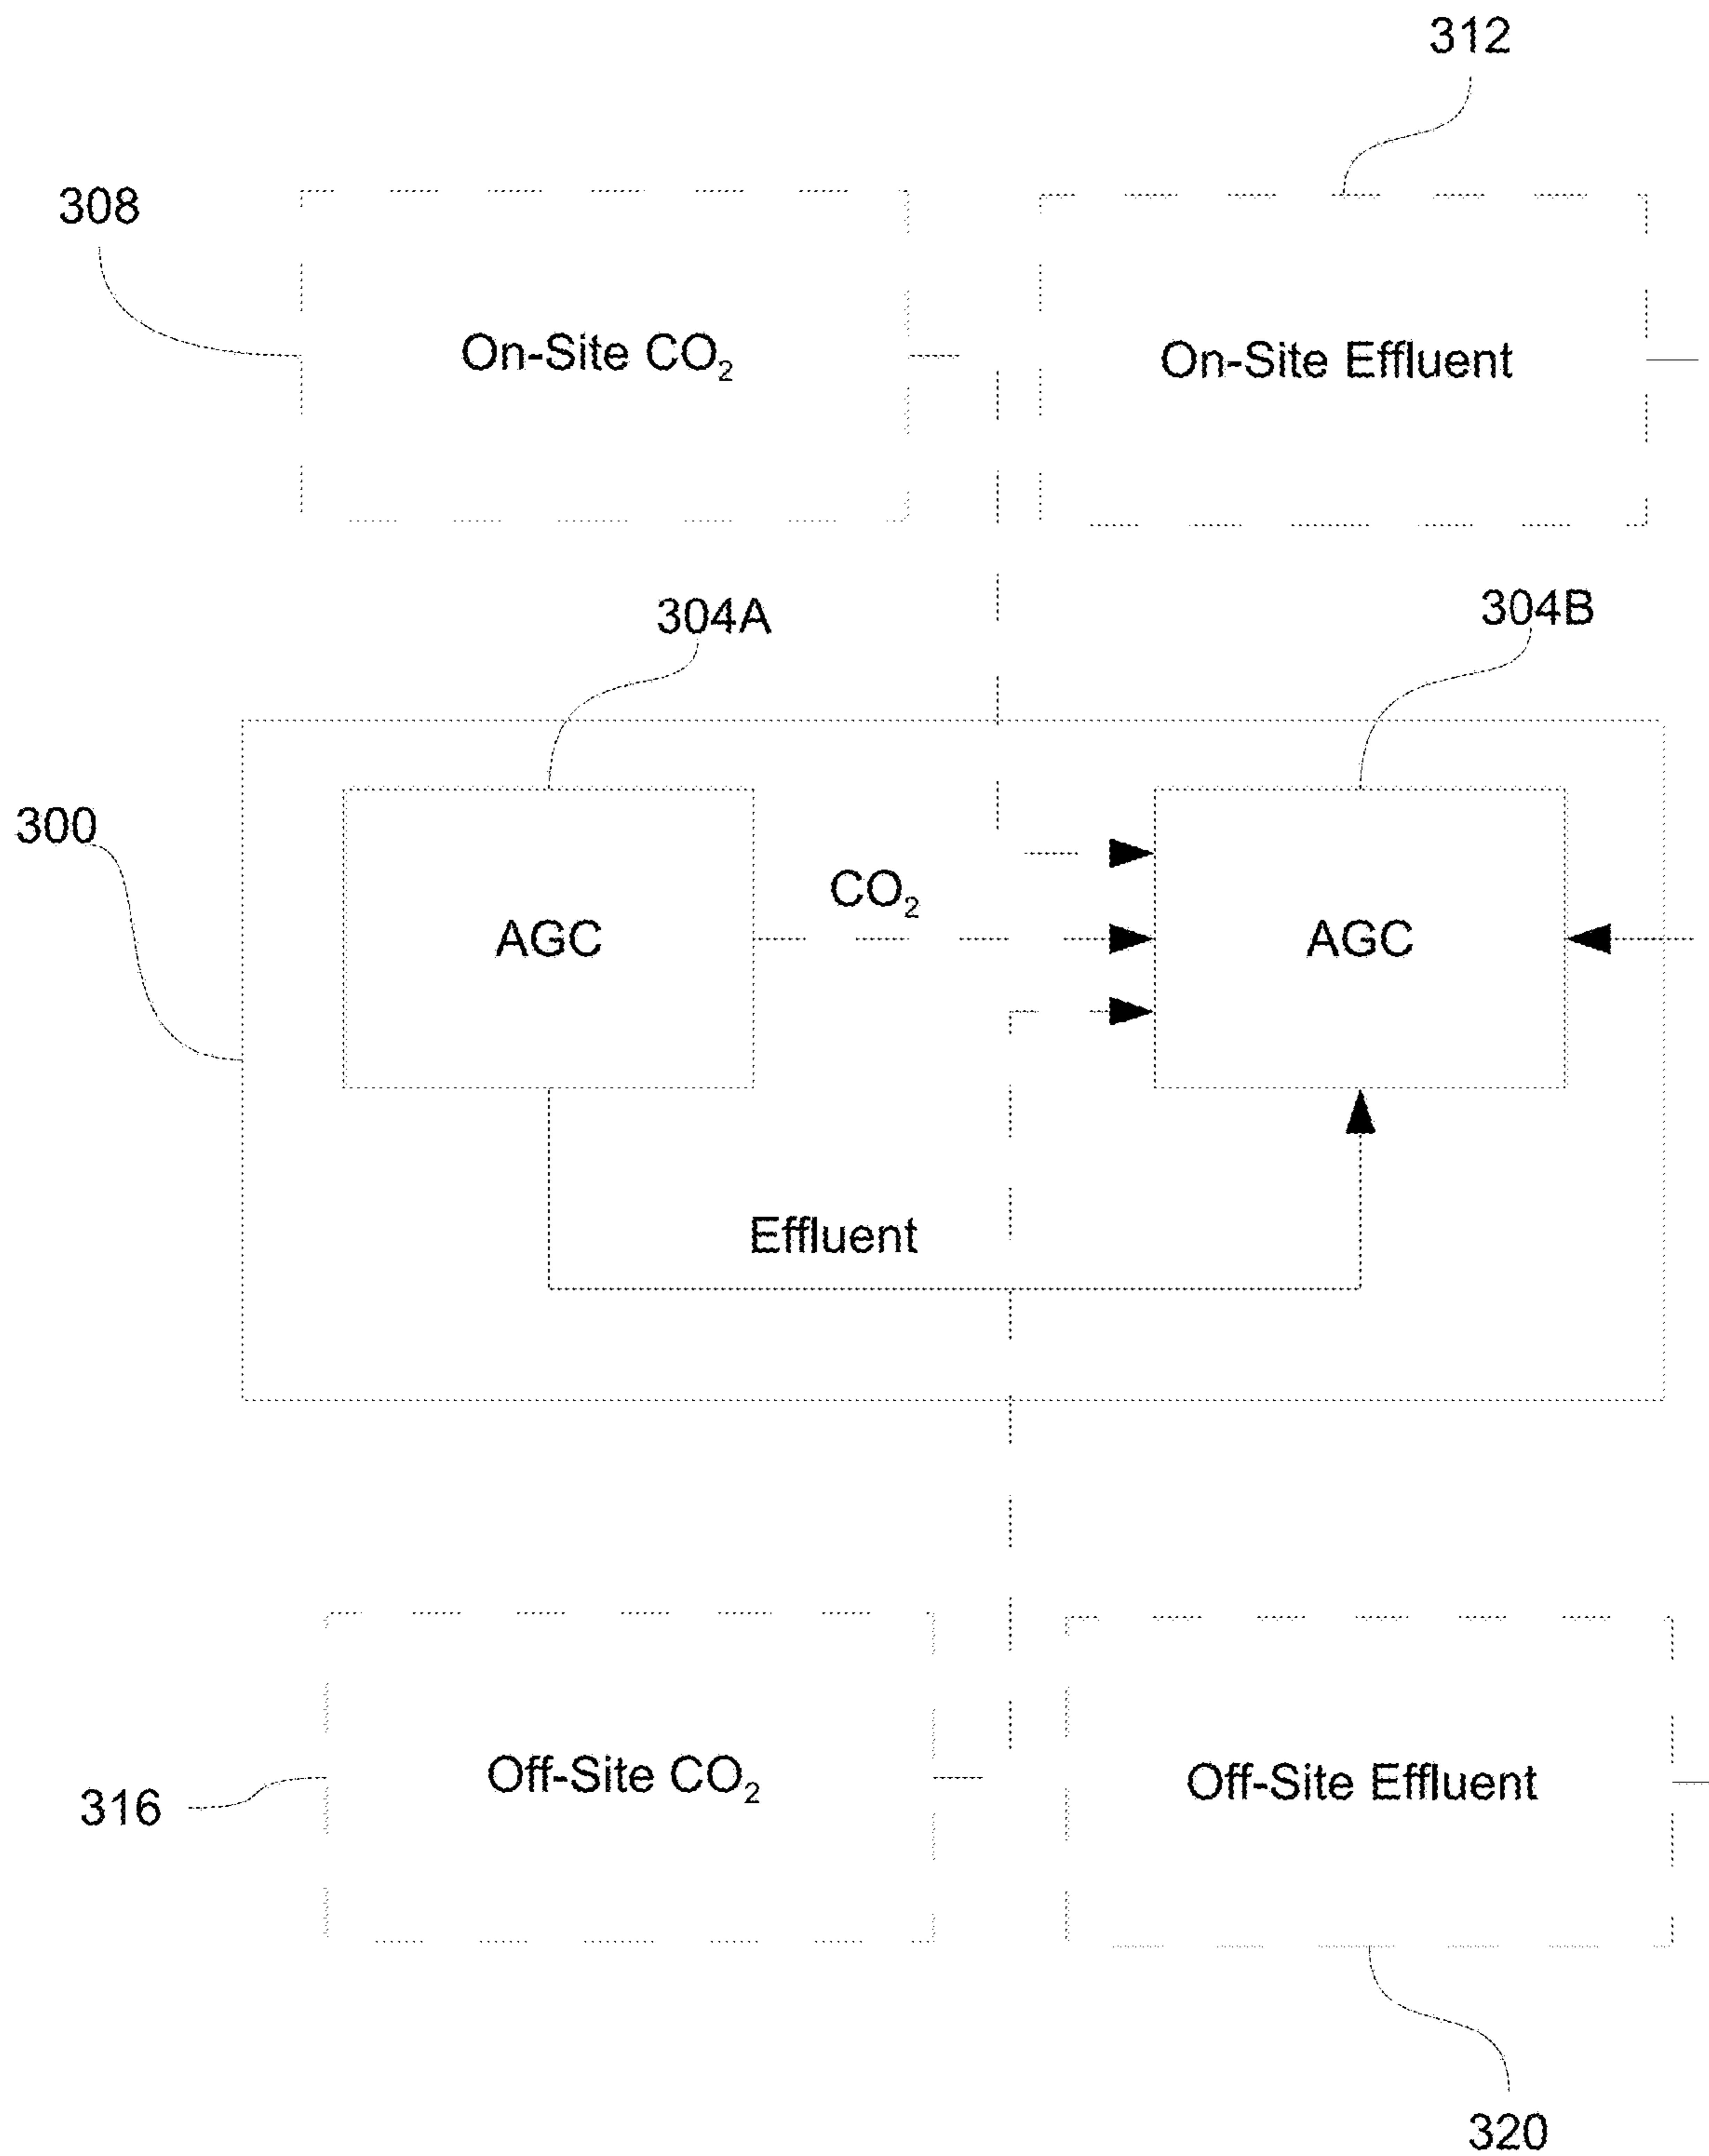 312
308
On-Site CO₂
On-Site Effluent
304A
304B
300
CO₂
AGC
AGC
Effluent
Off-Site CO₂
Off-Site Effluent
316
320